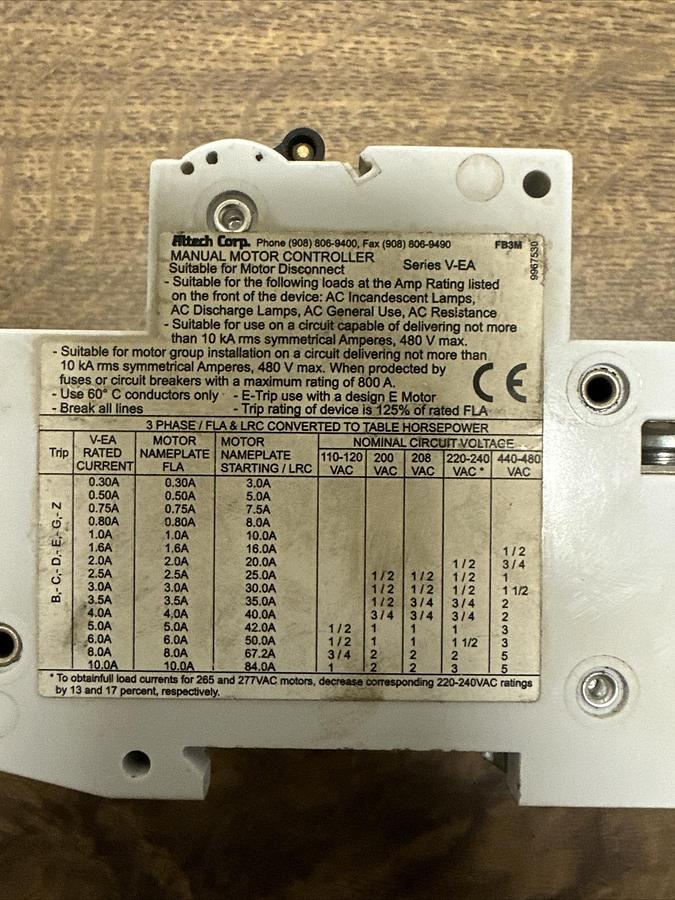 Altech Corp. Phone (908) 806-9400, Fax (908) 806-9490 FB3M
9967530
MANUAL MOTOR CONTROLLER
Suitable for Motor Disconnect Series V-EA
- Suitable for the following loads at the Amp Rating listed
on the front of the device: AC Incandescent Lamps,
AC Discharge Lamps, AC General Use, AC Resistance
- Suitable for use on a circuit capable of delivering not more
than 10 kA rms symmetrical Amperes, 480 V max.
- Suitable for motor group installation on a circuit delivering not more than
10 kA rms symmetrical Amperes, 480 V max. When prodected by
fuses or circuit breakers with a maximum rating of 800 A.
- Use 60° C conductors only - E-Trip use with a design E Motor
- Break all lines - Trip rating of device is 125% of rated FLA
CE
3 PHASE / FLA & LRC CONVERTED TO TABLE HORSEPOWER
Trip V-EA RATED CURRENT MOTOR NAMEPLATE FLA MOTOR NAMEPLATE STARTING / LRC NOMINAL CIRCUIT VOLTAGE
110-120 VAC 200 VAC 208 VAC 220-240 VAC * 440-480 VAC
B,- C,- D,- E,- G,- Z
0.30A 0.30A 3.0A
0.50A 0.50A 5.0A
0.75A 0.75A 7.5A
0.80A 0.80A 8.0A
1.0A 1.0A 10.0A
1.6A 1.6A 16.0A 1/2
2.0A 2.0A 20.0A 1/2 3/4
2.5A 2.5A 25.0A 1/2 1/2 1/2 1
3.0A 3.0A 30.0A 1/2 1/2 1/2 1 1/2
3.5A 3.5A 35.0A 1/2 3/4 3/4 2
4.0A 4,0A 40.0A 3/4 3/4 3/4 2
5.0A 5.0A 42.0A 1/2 1 1 1 3
6.0A 6.0A 50.0A 1/2 1 1 1 1/2 3
8.0A 8.0A 67.2A 3/4 2 2 2 5
10.0A 10.0A 84.0A 1 2 2 3 5
* To obtainfull load currents for 265 and 277VAC motors, decrease corresponding 220-240VAC ratings
by 13 and 17 percent, respectively.